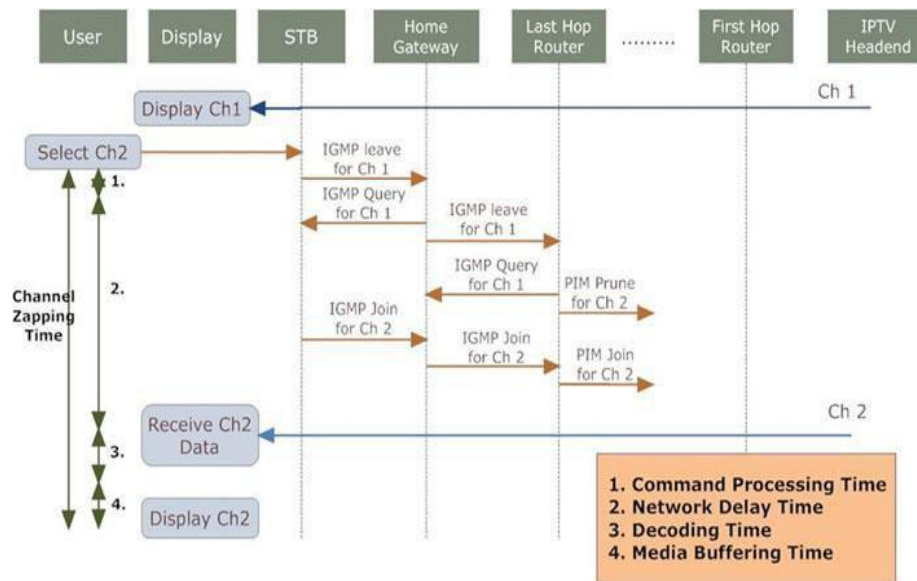 User
Display
STB
Home
Gateway
Last Hop
Router
........
First Hop
Router
IPTV
Headend
Ch 1
Display Ch1
Select Ch2
IGMP leave
for Ch 1
1.
IGMP Query
for Ch 1
IGMP leave
for Ch 1
2.
IGMP Query
for Ch 1
PIM Prune
for Ch 2
Channel
Zapping
Time
IGMP Join
for Ch 2
IGMP Join
for Ch 2
PIM Join
for Ch 2
Ch 2
Receive Ch2
Data
3.
4.
Display Ch2
1. Command Processing Time
2. Network Delay Time
3. Decoding Time
4. Media Buffering Time